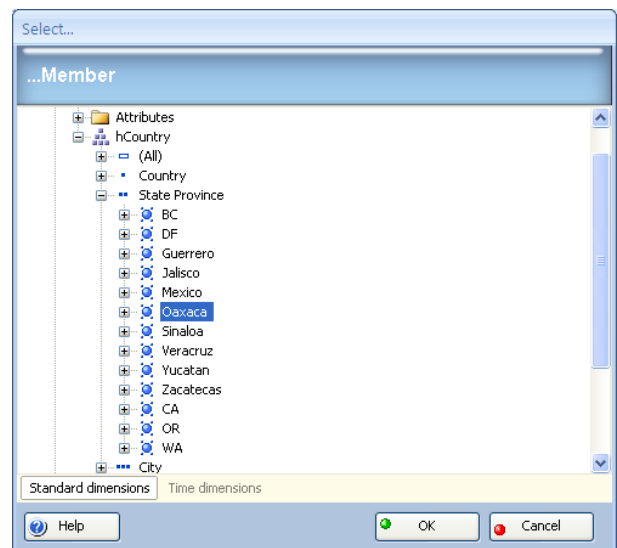 Select...
...Member
Attributes
hCountry
(All)
Country
State Province
BC
DF
Guerrero
Jalisco
Mexico
Oaxaca
Sinaloa
Veracruz
Yucatan
Zacatecas
CA
OR
WA
City
Standard dimensions Time dimensions
Help OK Cancel